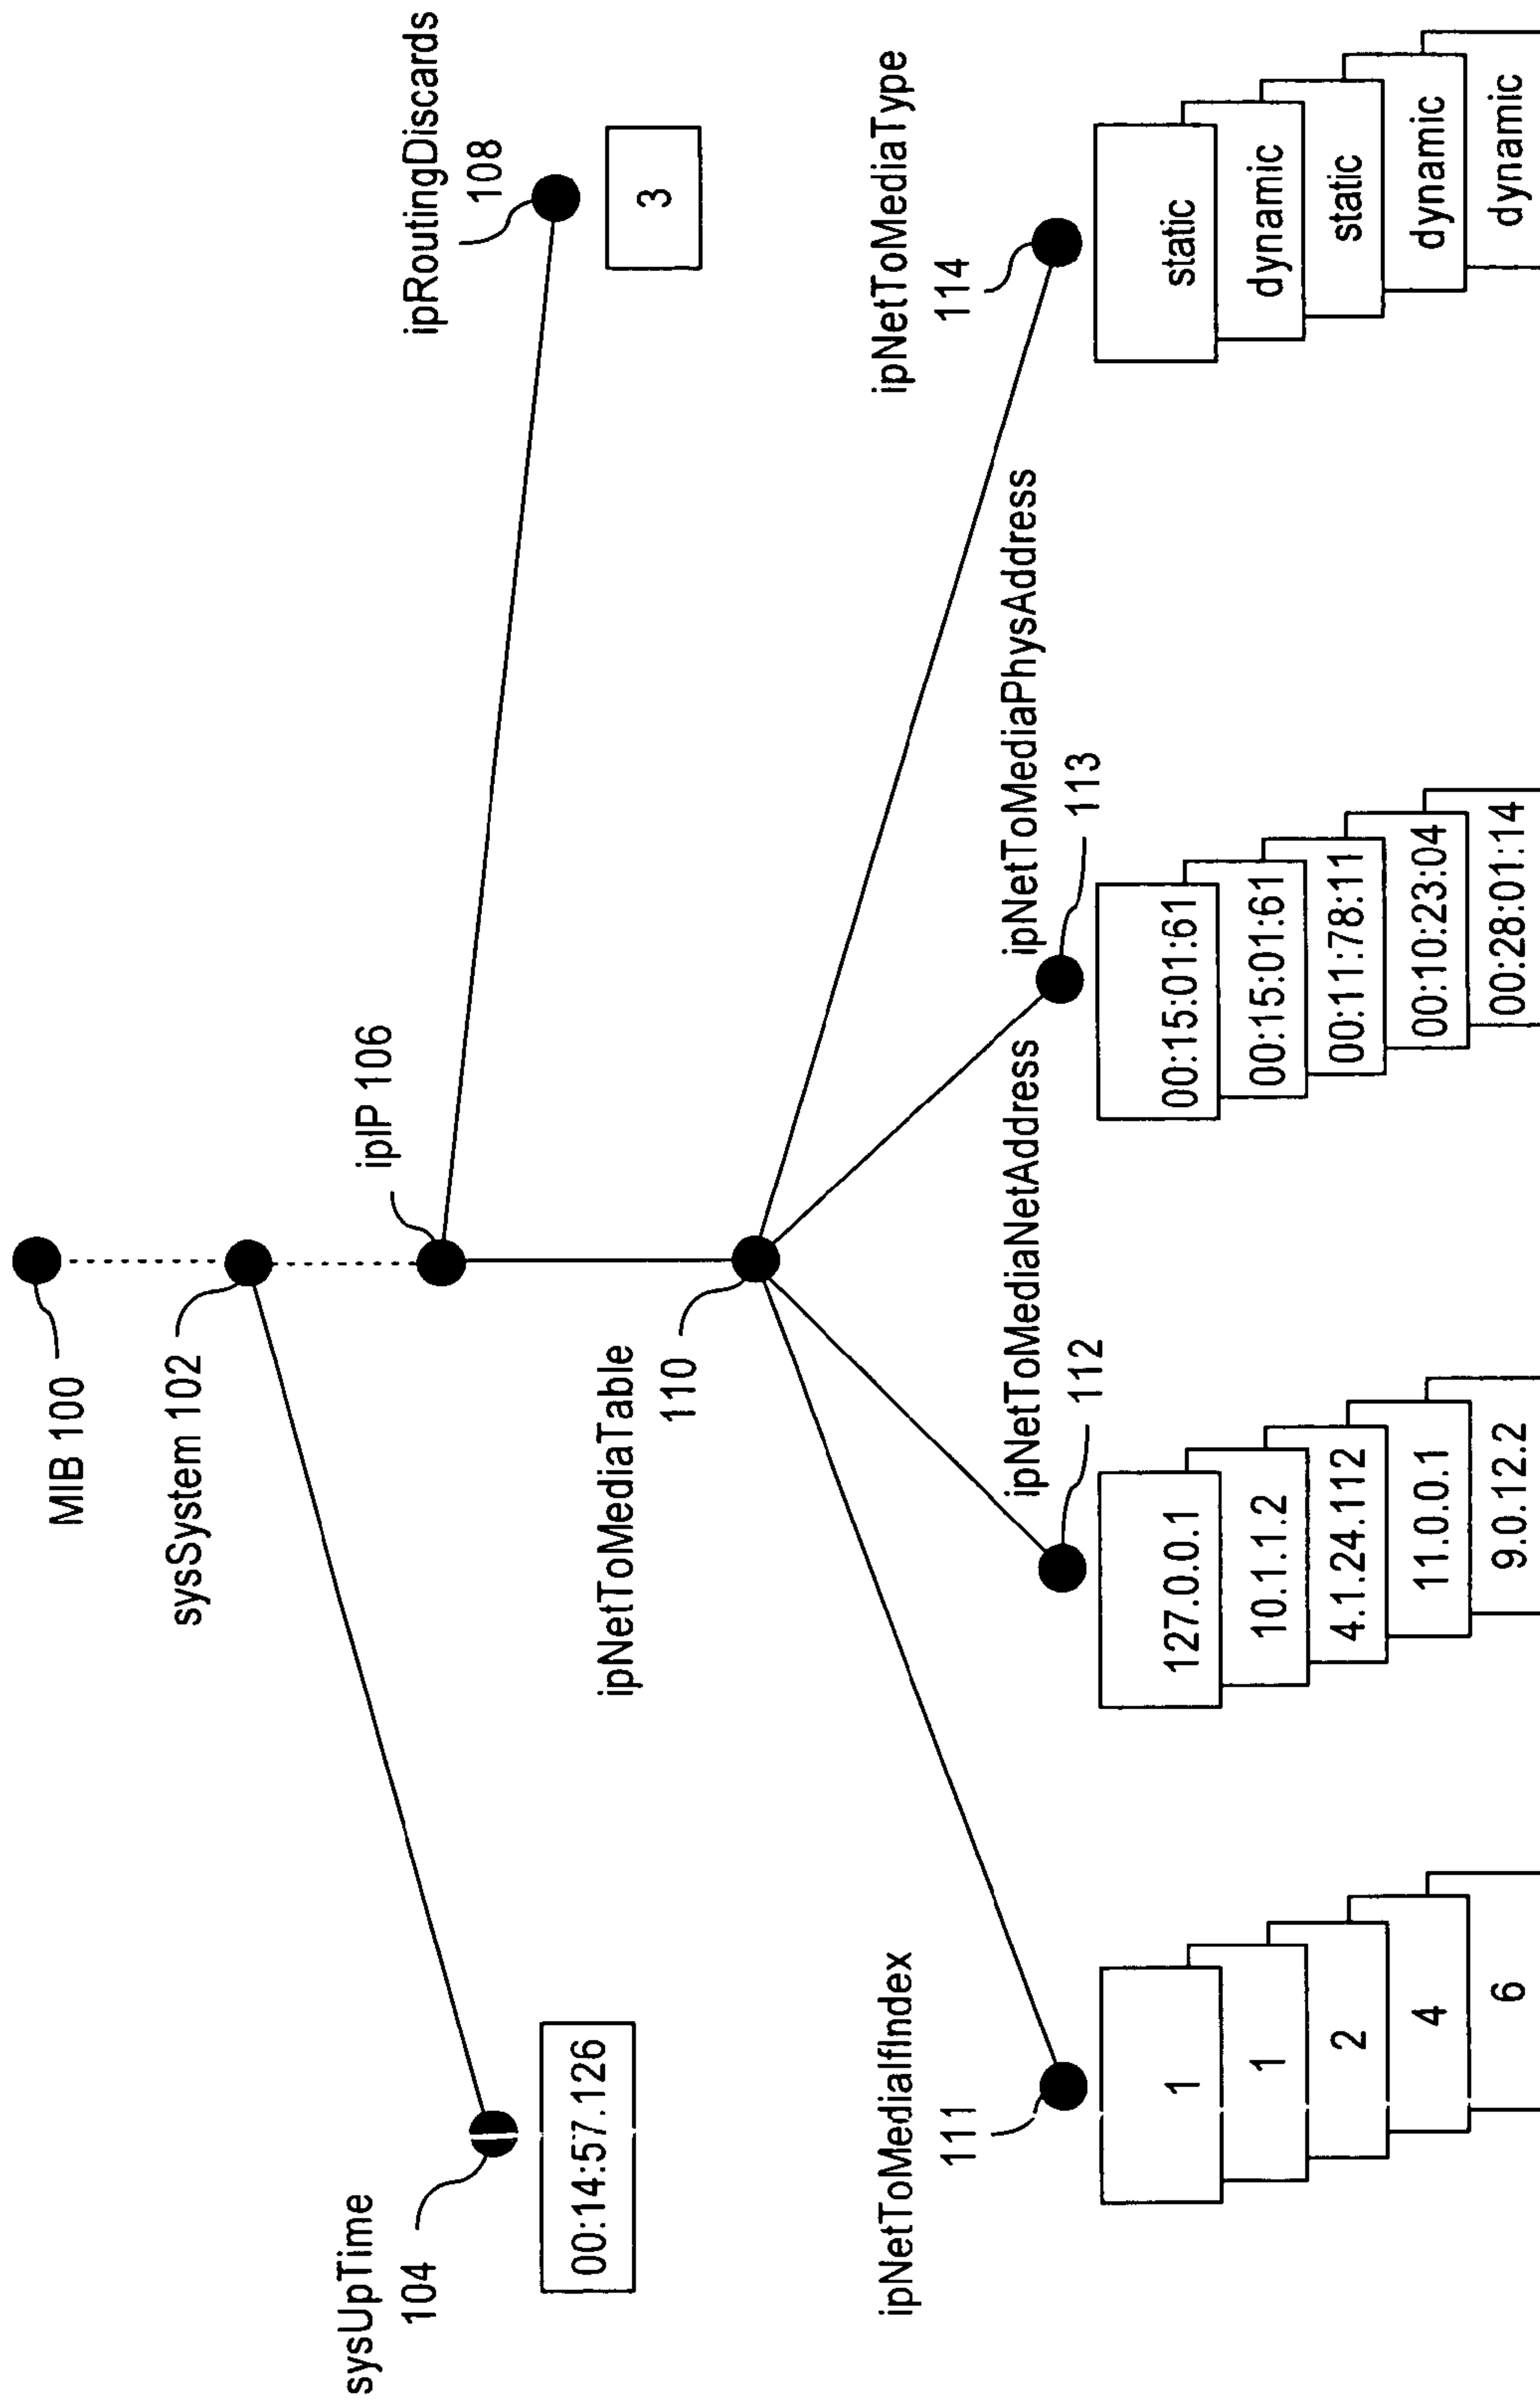 MIB 100
sysSystem 102
sysUpTime
104
00:14:57.126
ipIP 106
ipRoutingDiscards
108
3
ipNetToMediaTable
110
ipNetToMediaIfIndex
111
1
1
2
4
6
ipNetToMediaNetAddress
112
127.0.0.1
10.1.1.2
4.1.24.112
11.0.0.1
9.0.12.2
ipNetToMediaPhysAddress
113
00:15:01:61
00:15:01:61
00:11:78:11
00:10:23:04
00:28:01:14
ipNetToMediaType
114
static
dynamic
static
dynamic
dynamic